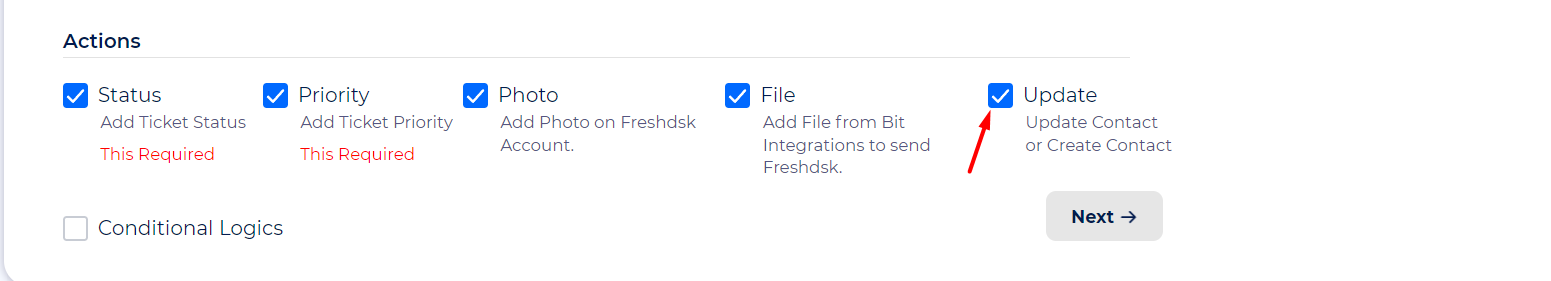 Actions
Status
Add Ticket Status
This Required
Priority
Add Ticket Priority
This Required
Photo
Add Photo on Freshdsk
Account.
File
Add File from Bit
Integrations to send
Freshdsk.
Update
Update Contact
or Create Contact
Conditional Logics
Next →